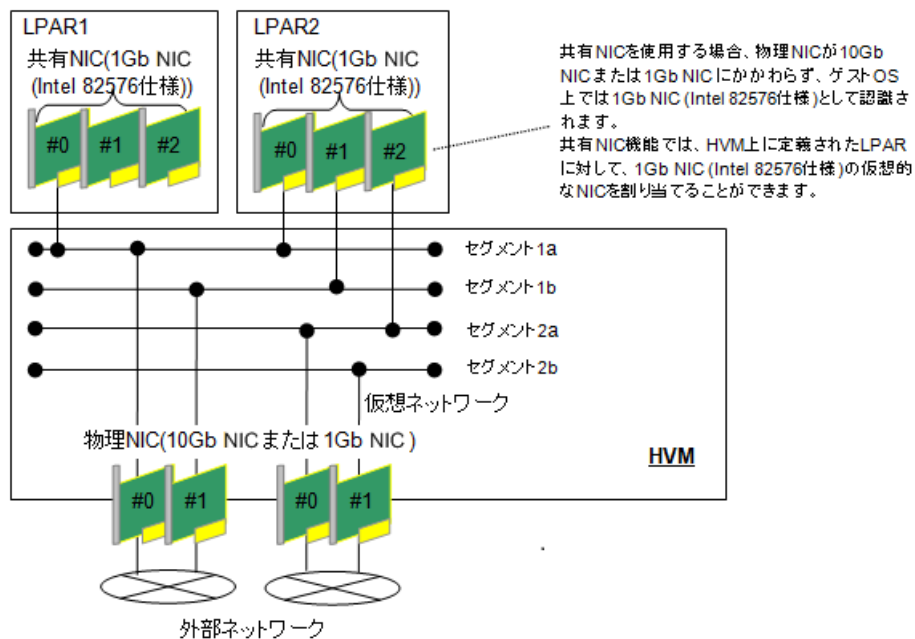 LPAR1
共有NIC(1Gb NIC
(Intel 82576仕様))
#0
#1
#2
LPAR2
共有NIC(1Gb NIC
(Intel 82576仕様))
#0
#1
#2
共有NICを使用する場合、物理NICが10Gb
NICまたは1Gb NICにかかわらず、ゲストOS
上では1Gb NIC (Intel 82576仕様)として認識さ
れます。
共有NIC機能では、HVM上に定義されたLPAR
に対して、1Gb NIC (Intel 82576仕様)の仮想的
なNICを割り当てることができます。
セグメント1a
セグメント1b
セグメント2a
セグメント2b
仮想ネットワーク
物理NIC(10Gb NICまたは1Gb NIC)
HVM
#0
#1
#0
#1
外部ネットワーク